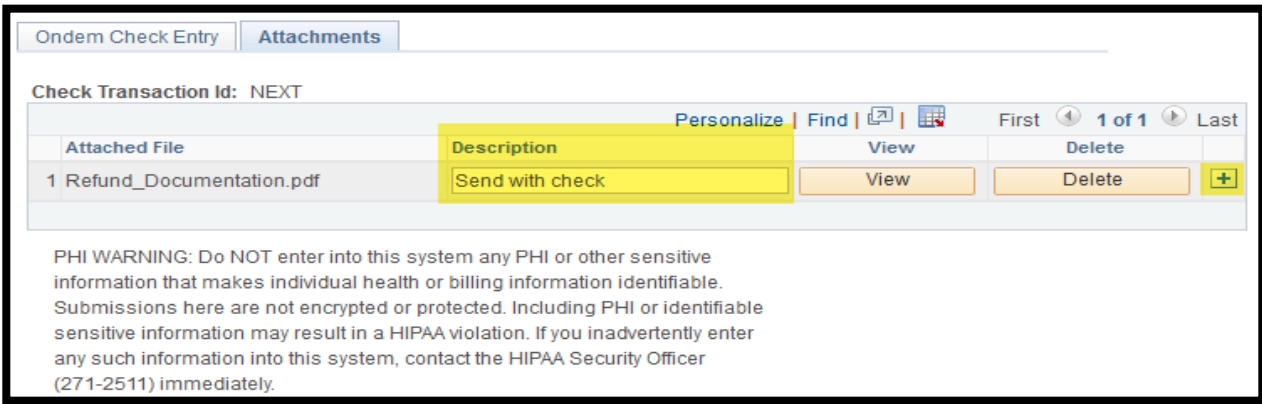 Ondem Check Entry Attachments
Check Transaction Id: NEXT
Personalize | Find | | First 1 of 1 Last
Attached File Description View Delete
1 Refund_Documentation.pdf Send with check View Delete +
PHI WARNING: Do NOT enter into this system any PHI or other sensitive
information that makes individual health or billing information identifiable.
Submissions here are not encrypted or protected. Including PHI or identifiable
sensitive information may result in a HIPAA violation. If you inadvertently enter
any such information into this system, contact the HIPAA Security Officer
(271-2511) immediately.